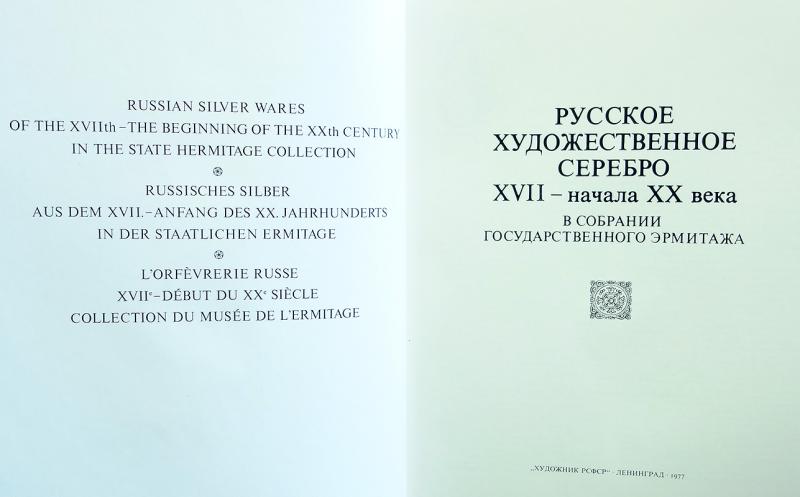 RUSSIAN SILVER WARES
OF THE XVIIth – THE BEGINNING OF THE XXth CENTURY
IN THE STATE HERMITAGE COLLECTION
RUSSISCHES SILBER
AUS DEM XVII. – ANFANG DES XX. JAHRHUNDERTS
IN DER STAATLICHEN ERMITAGE
L'ORFÈVRERIE RUSSE
XVIIe – DÉBUT DU XXe SIÈCLE
COLLECTION DU MUSÉE DE L'ERMITAGE
РУССКОЕ
ХУДОЖЕСТВЕННОЕ
СЕРЕБРО
XVII – начала XX века
В СОБРАНИИ
ГОСУДАРСТВЕННОГО ЭРМИТАЖА
„ХУДОЖНИК РСФСР" · ЛЕНИНГРАД · 1977